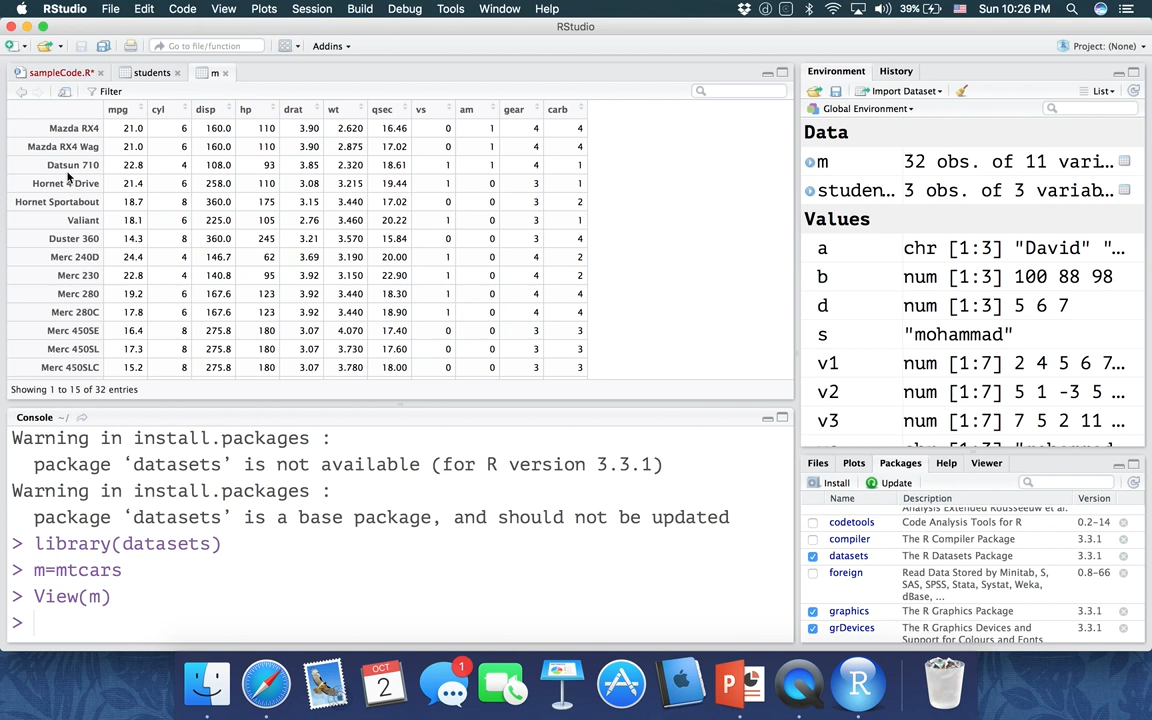 RStudio File Edit Code View Plots Session Build Debug Tools Window Help 39% Sun 10:26 PM
RStudio
Go to file/function Addins Project: (None)
sampleCode.R* students m
Filter
mpg cyl disp hp drat wt qsec vs am gear carb
Mazda RX4 21.0 6 160.0 110 3.90 2.620 16.46 0 1 4 4
Mazda RX4 Wag 21.0 6 160.0 110 3.90 2.875 17.02 0 1 4 4
Datsun 710 22.8 4 108.0 93 3.85 2.320 18.61 1 1 4 1
Hornet 4 Drive 21.4 6 258.0 110 3.08 3.215 19.44 1 0 3 1
Hornet Sportabout 18.7 8 360.0 175 3.15 3.440 17.02 0 0 3 2
Valiant 18.1 6 225.0 105 2.76 3.460 20.22 1 0 3 1
Duster 360 14.3 8 360.0 245 3.21 3.570 15.84 0 0 3 4
Merc 240D 24.4 4 146.7 62 3.69 3.190 20.00 1 0 4 2
Merc 230 22.8 4 140.8 95 3.92 3.150 22.90 1 0 4 2
Merc 280 19.2 6 167.6 123 3.92 3.440 18.30 1 0 4 4
Merc 280C 17.8 6 167.6 123 3.92 3.440 18.90 1 0 4 4
Merc 450SE 16.4 8 275.8 180 3.07 4.070 17.40 0 0 3 3
Merc 450SL 17.3 8 275.8 180 3.07 3.730 17.60 0 0 3 3
Merc 450SLC 15.2 8 275.8 180 3.07 3.780 18.00 0 0 3 3
Showing 1 to 15 of 32 entries
Console ~/
Warning in install.packages :
package ‘datasets’ is not available (for R version 3.3.1)
Warning in install.packages :
package ‘datasets’ is a base package, and should not be updated
> library(datasets)
> m=mtcars
> View(m)
>
Environment History
Import Dataset List
Global Environment
Data
m 32 obs. of 11 vari...
studen... 3 obs. of 3 variab...
Values
a chr [1:3] "David" "...
b num [1:3] 100 88 98
d num [1:3] 5 6 7
s "mohammad"
v1 num [1:7] 2 4 5 6 7...
v2 num [1:7] 5 1 -3 5 ...
v3 num [1:7] 7 5 2 11 ...
Files Plots Packages Help Viewer
Install Update
Name Description Version
Analysis Extended Rousseeuw et al.
codetools Code Analysis Tools for R 0.2-14
compiler The R Compiler Package 3.3.1
datasets The R Datasets Package 3.3.1
foreign Read Data Stored by Minitab, S, 0.8-66
SAS, SPSS, Stata, Systat, Weka,
dBase, ...
graphics The R Graphics Package 3.3.1
grDevices The R Graphics Devices and 3.3.1
Support for Colours and Fonts
OCT
2
1
P
R